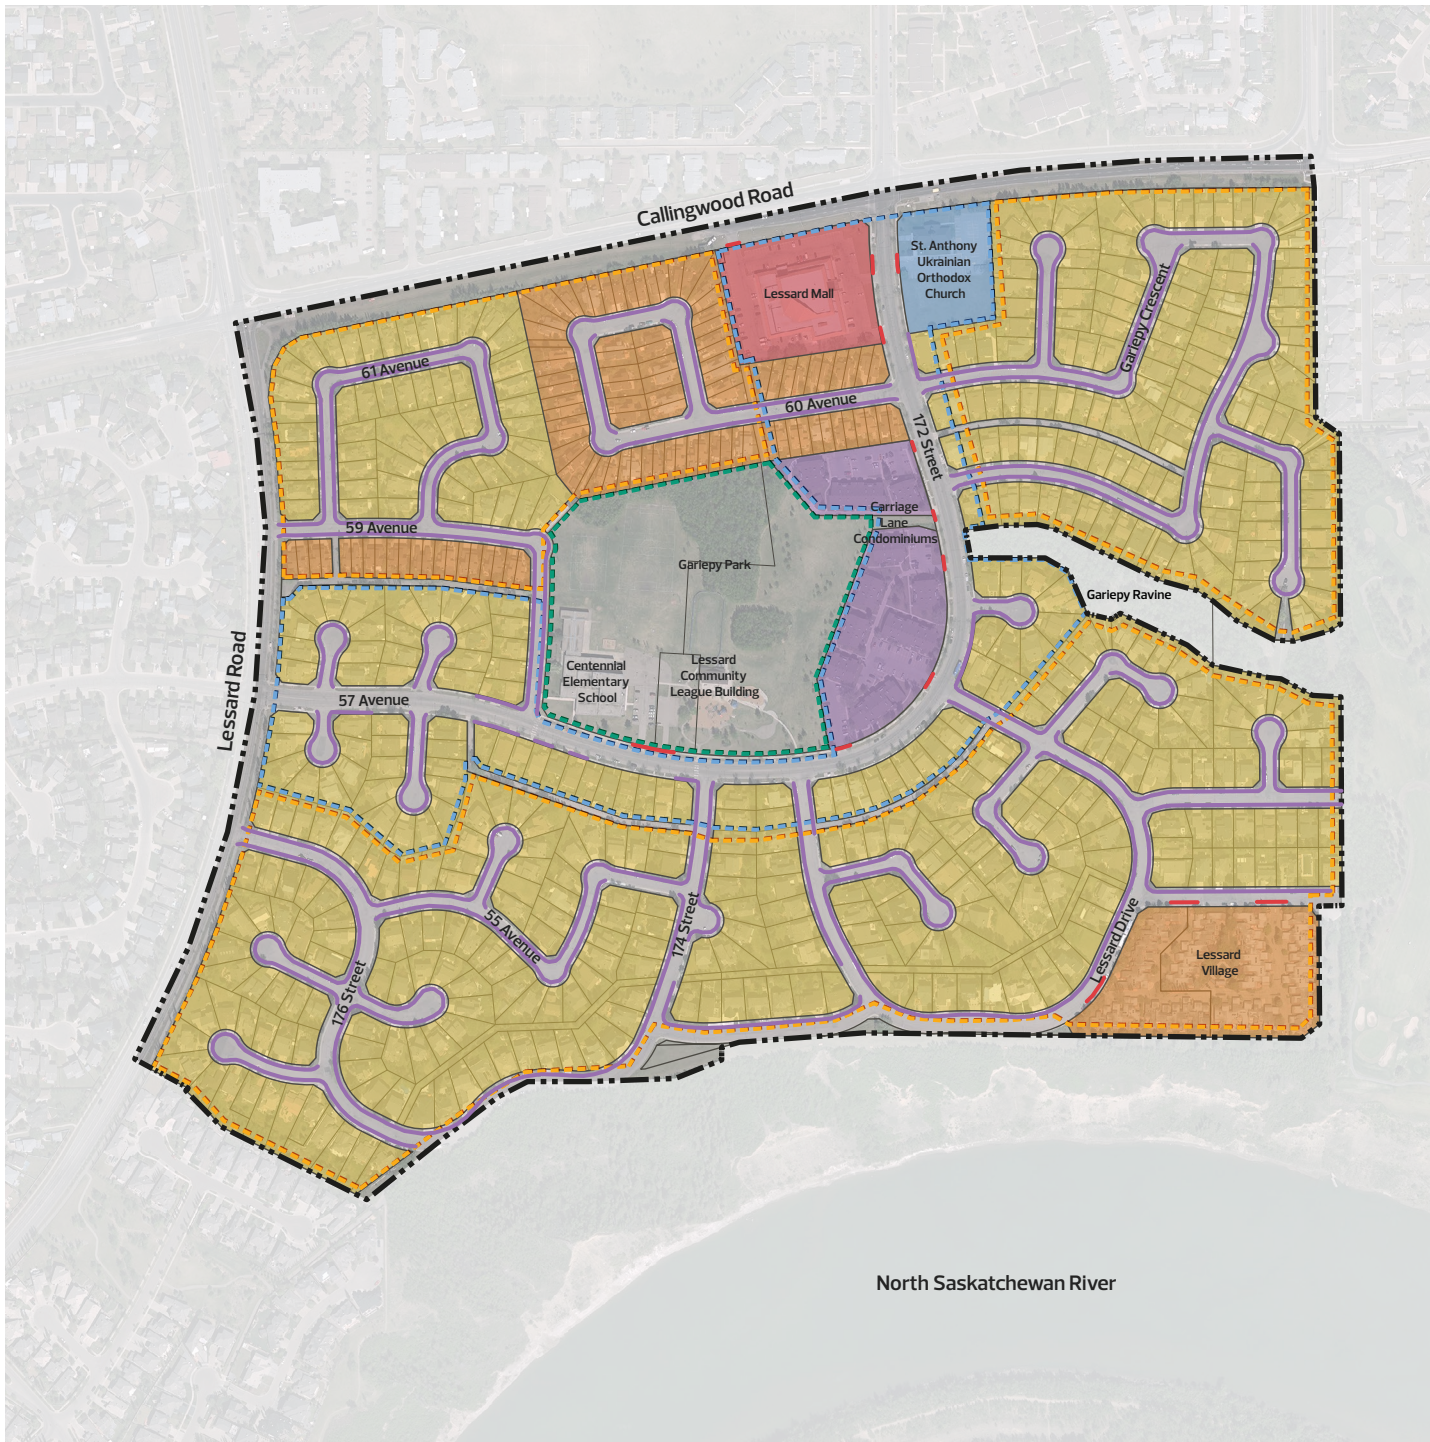 Callingwood Road
St. Anthony
Ukrainian
Orthodox
Church
Lessard Mall
Gariepy Crescent
61 Avenue
60 Avenue
172 Street
59 Avenue
Carriage
Lane
Condominiums
Gariepy Park
Gariepy Ravine
Lessard Road
Centennial
Elementary
School
Lessard
Community
League Building
57 Avenue
55 Avenue
174 Street
176 Street
Lessard Drive
Lessard
Village
North Saskatchewan River